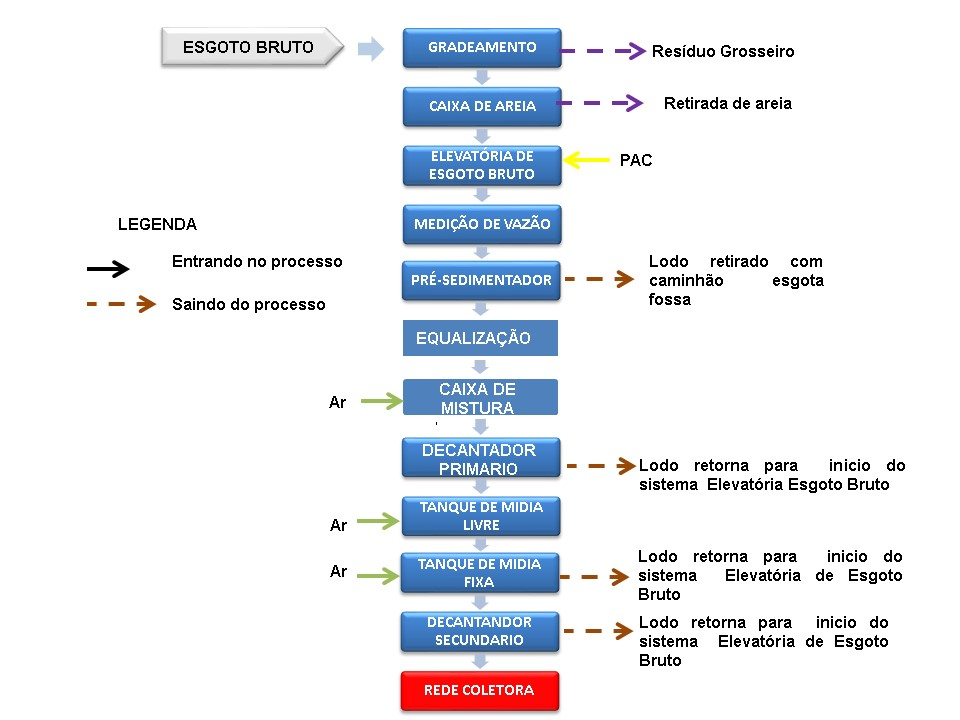 ESGOTO BRUTO
GRADEAMENTO
Resíduo Grosseiro
CAIXA DE AREIA
Retirada de areia
ELEVATÓRIA DE
ESGOTO BRUTO
PAC
MEDIÇÃO DE VAZÃO
LEGENDA
Entrando no processo
Saindo do processo
PRÉ-SEDIMENTADOR
Lodo retirado com
caminhão esgota
fossa
EQUALIZAÇÃO
Ar
CAIXA DE
MISTURA
DECANTADOR
PRIMARIO
Lodo retorna para inicio do
sistema Elevatória Esgoto Bruto
Ar
TANQUE DE MIDIA
LIVRE
Ar
TANQUE DE MIDIA
FIXA
Lodo retorna para inicio do
sistema Elevatória de Esgoto
Bruto
DECANTANDOR
SECUNDARIO
Lodo retorna para inicio do
sistema Elevatória de Esgoto
Bruto
REDE COLETORA